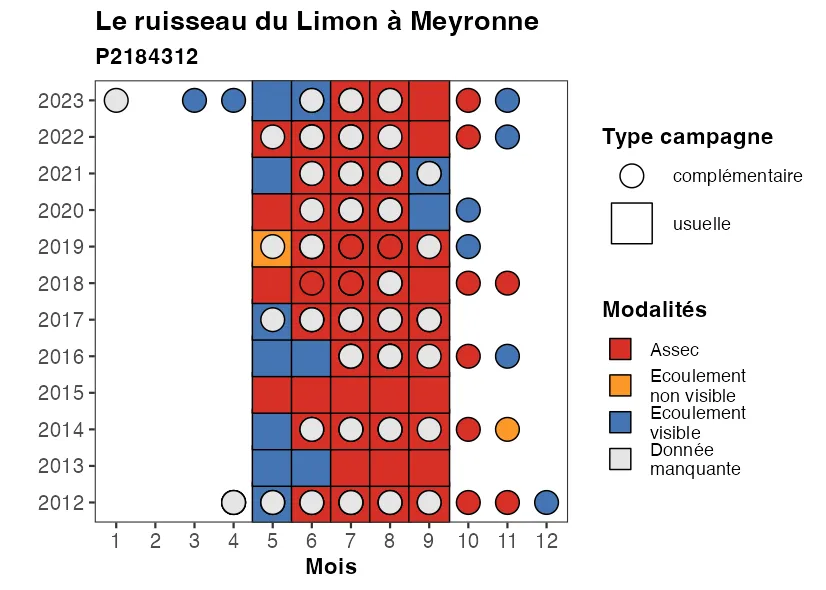 Le ruisseau du Limon à Meyronne
P2184312
2023
2022
2021
2020
2019
2018
2017
2016
2015
2014
2013
2012
1 2 3 4 5 6 7 8 9 10 11 12
Mois
Type campagne
complémentaire
usuelle
Modalités
Assec
Ecoulement
non visible
Ecoulement
visible
Donnée
manquante